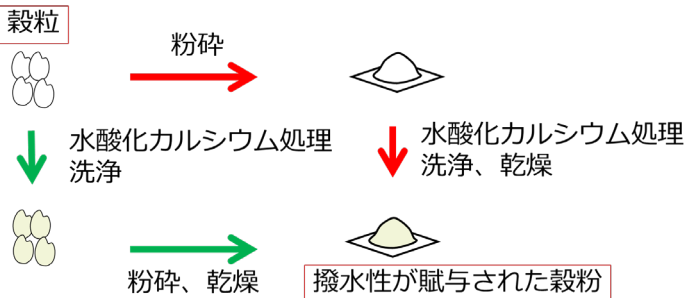 穀粒
粉砕
水酸化カルシウム処理
洗浄
水酸化カルシウム処理
洗浄、乾燥
粉砕、乾燥
撥水性が賦与された穀粉